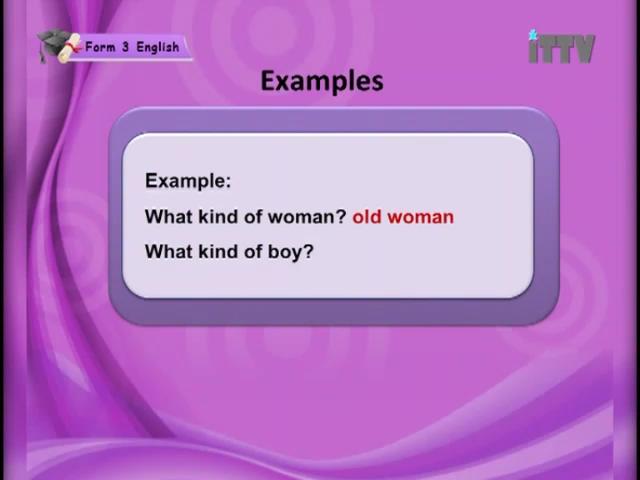 Form 3 English
iTTV
Examples
Example:
What kind of woman? old woman
What kind of boy?